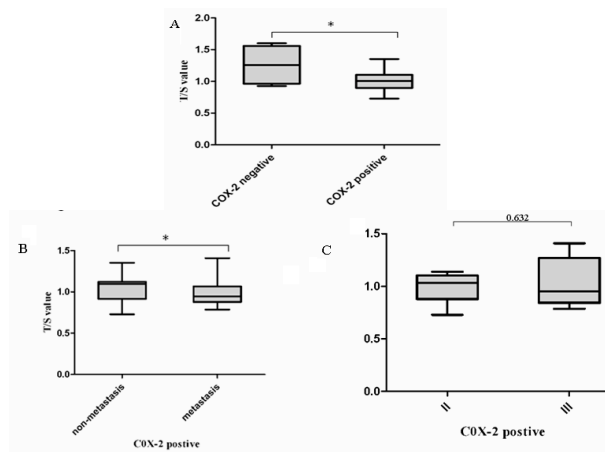 A
*
2.0
1.5
1.0
0.5
0.0
T/S value
COX-2 negative
COX-2 positive
B
*
1.5
1.0
0.5
0.0
T/S value
non-metastasis
metastasis
C0X-2 postive
C
0.632
1.5
1.0
0.5
0.0
II
III
C0X-2 postive